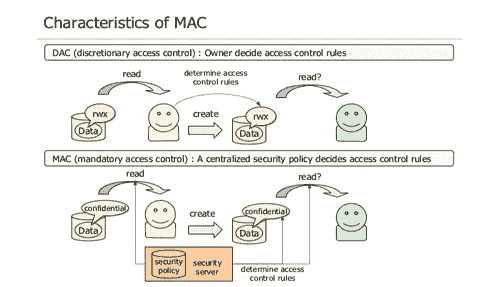 Characteristics of MAC
DAC (discretionary access control) : Owner decide access control rules
read
determine access
control rules
read?
rwx
Data
create
rwx
Data
MAC (mandatory access control) : A centralized security policy decides access control rules
read
read?
confidential
Data
create
confidential
Data
security
policy
security
server
determine access
control rules